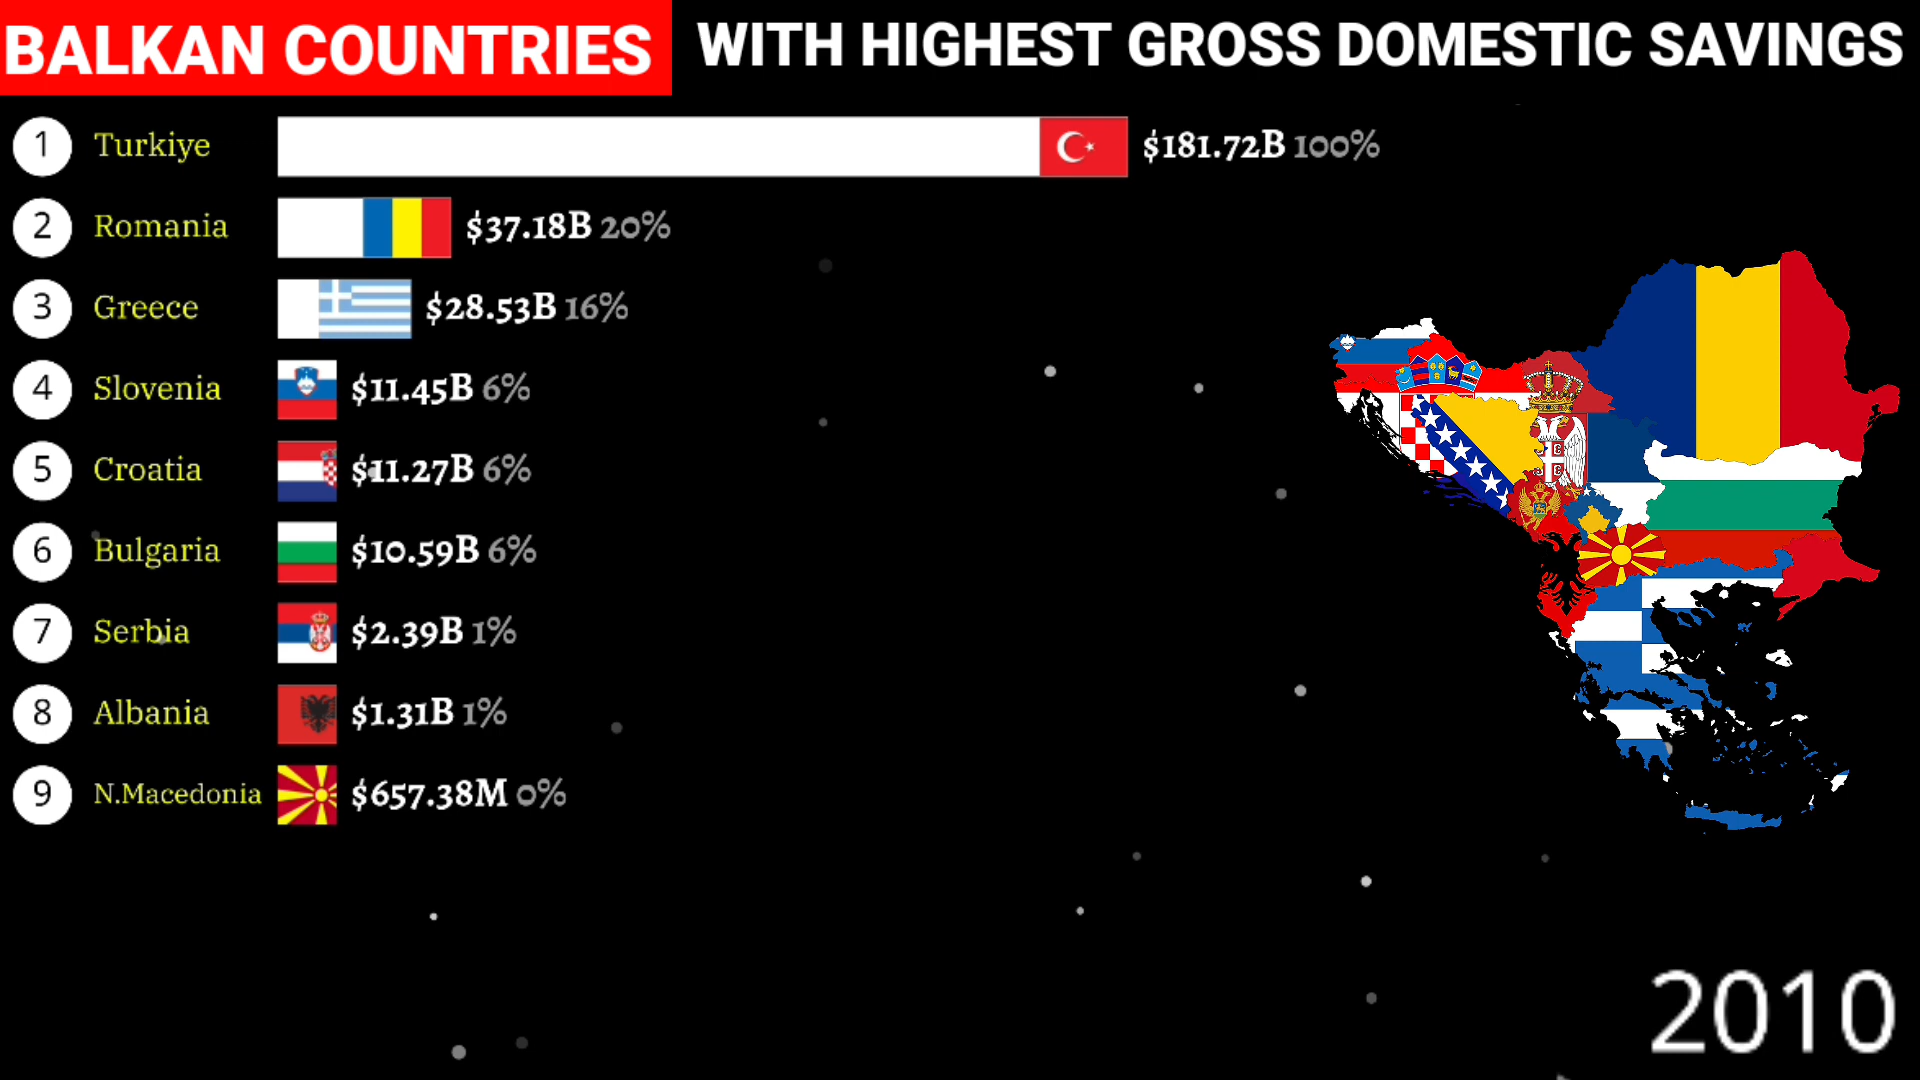 BALKAN COUNTRIES WITH HIGHEST GROSS DOMESTIC SAVINGS
1 Turkiye $181.72B 100%
2 Romania $37.18B 20%
3 Greece $28.53B 16%
4 Slovenia $11.45B 6%
5 Croatia $11.27B 6%
6 Bulgaria $10.59B 6%
7 Serbia $2.39B 1%
8 Albania $1.31B 1%
9 N.Macedonia $657.38M 0%
2010